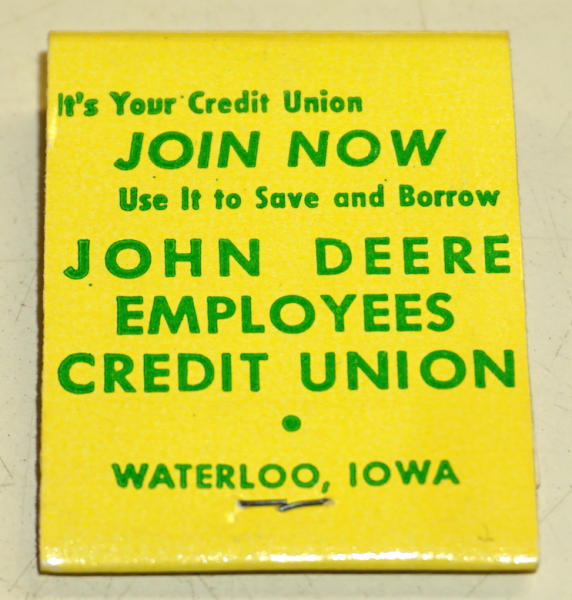 It's Your Credit Union
JOIN NOW
Use It to Save and Borrow
JOHN DEERE
EMPLOYEES
CREDIT UNION
•
WATERLOO, IOWA